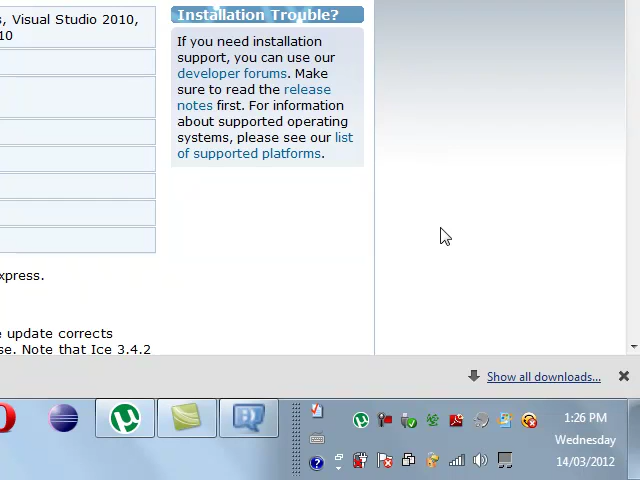 s, Visual Studio 2010,
10
Installation Trouble?
If you need installation
support, you can use our
developer forums. Make
sure to read the release
notes first. For information
about supported operating
systems, please see our list
of supported platforms.
xpress.
e update corrects
se. Note that Ice 3.4.2
Show all downloads...
1:26 PM
Wednesday
14/03/2012